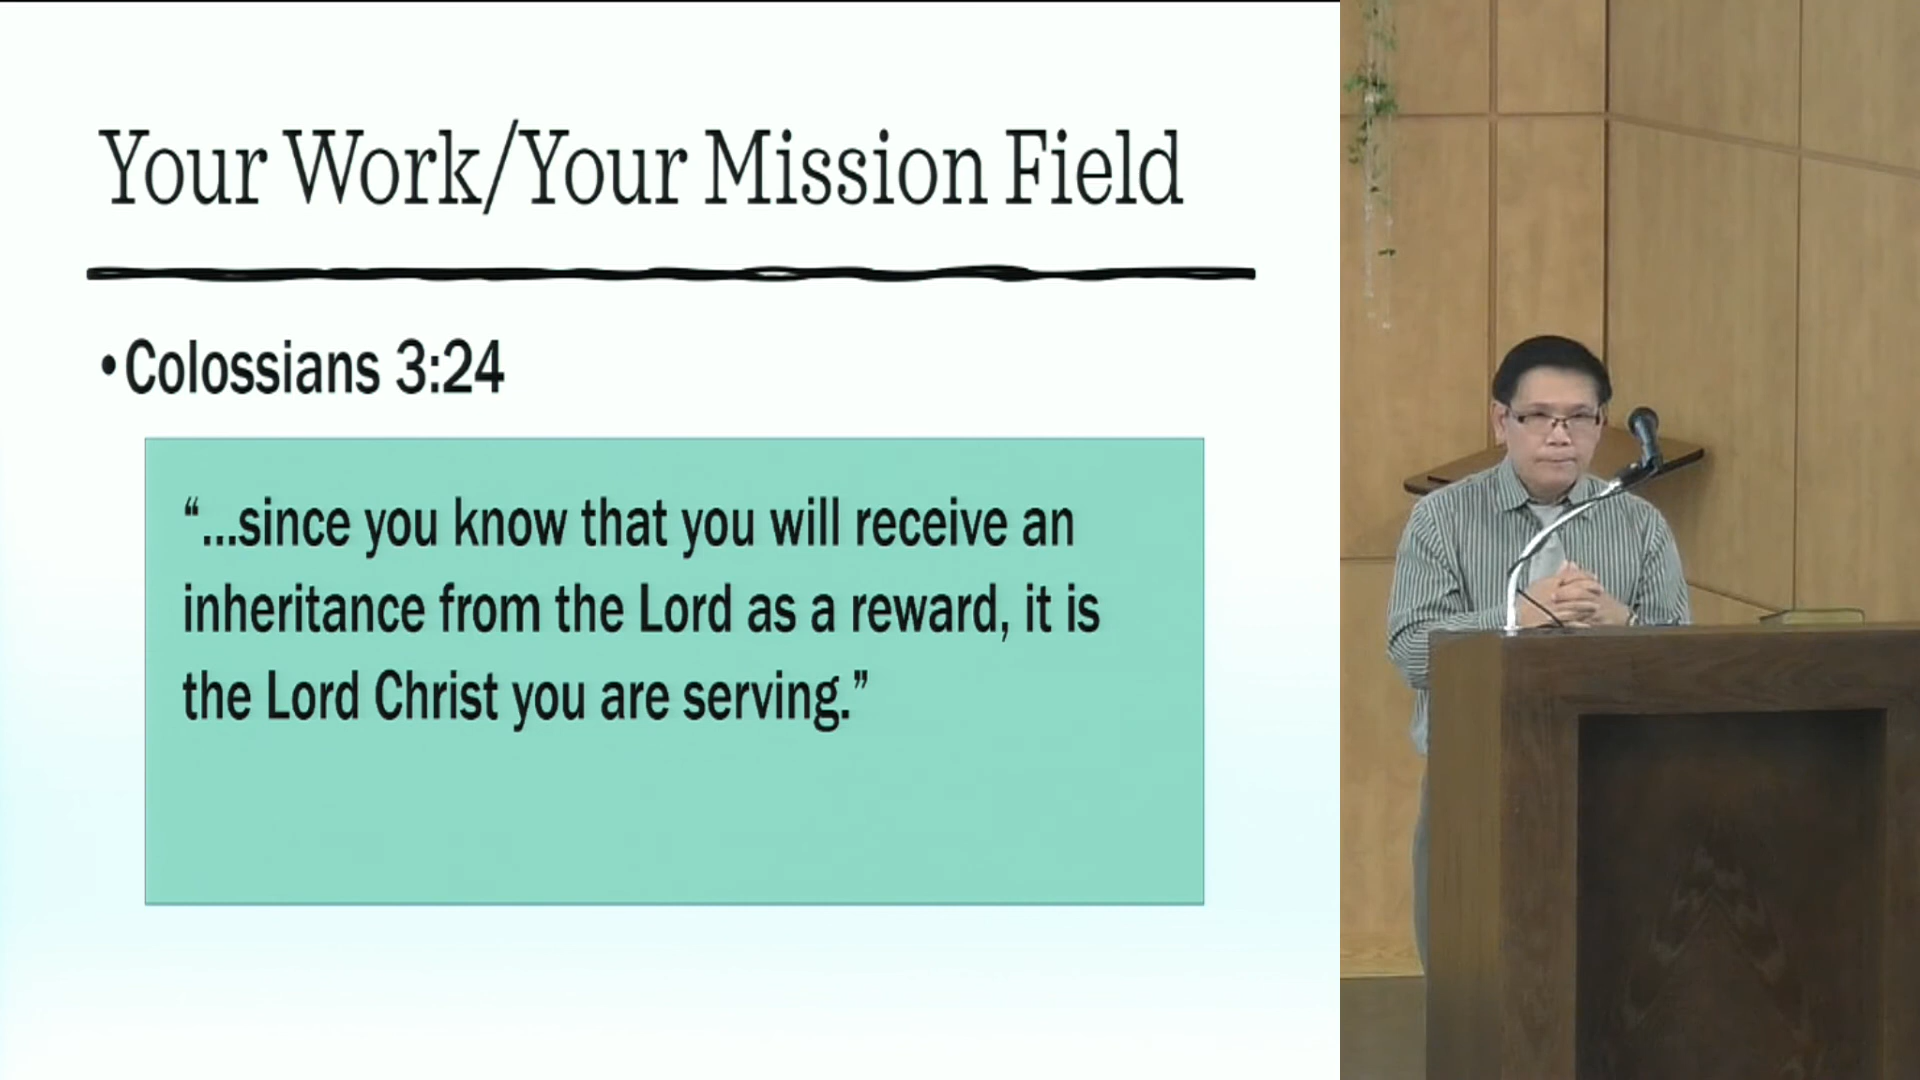 Your Work/Your Mission Field
•Colossians 3:24
“...since you know that you will receive an
inheritance from the Lord as a reward, it is
the Lord Christ you are serving.”